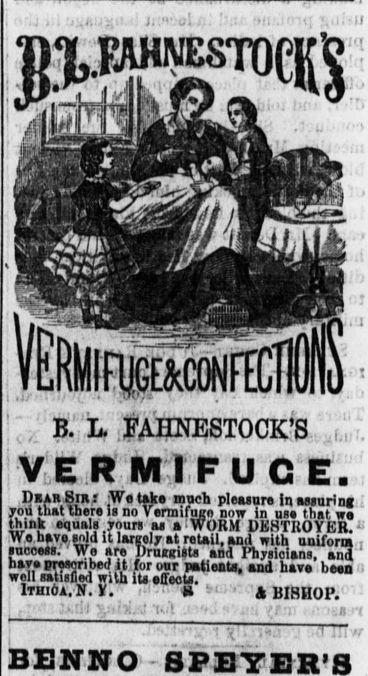 B.L.FAHNESTOCK'S
VERMIFUGE&CONFECTIONS
B. L. FAHNESTOCK'S
VERMIFUGE.
DEAR SIR: We take much pleasure in assuring
you that there is no Vermifuge now in use that we
think equals yours as a WORM DESTROYER.
We have sold it largely at retail, and with uniform
success. We are Druggists and Physicians, and
have prescribed it for our patients, and have been
well satisfied with its effects.
ITHICA, N. Y. & BISHOP.
BENNO SPEYER'S